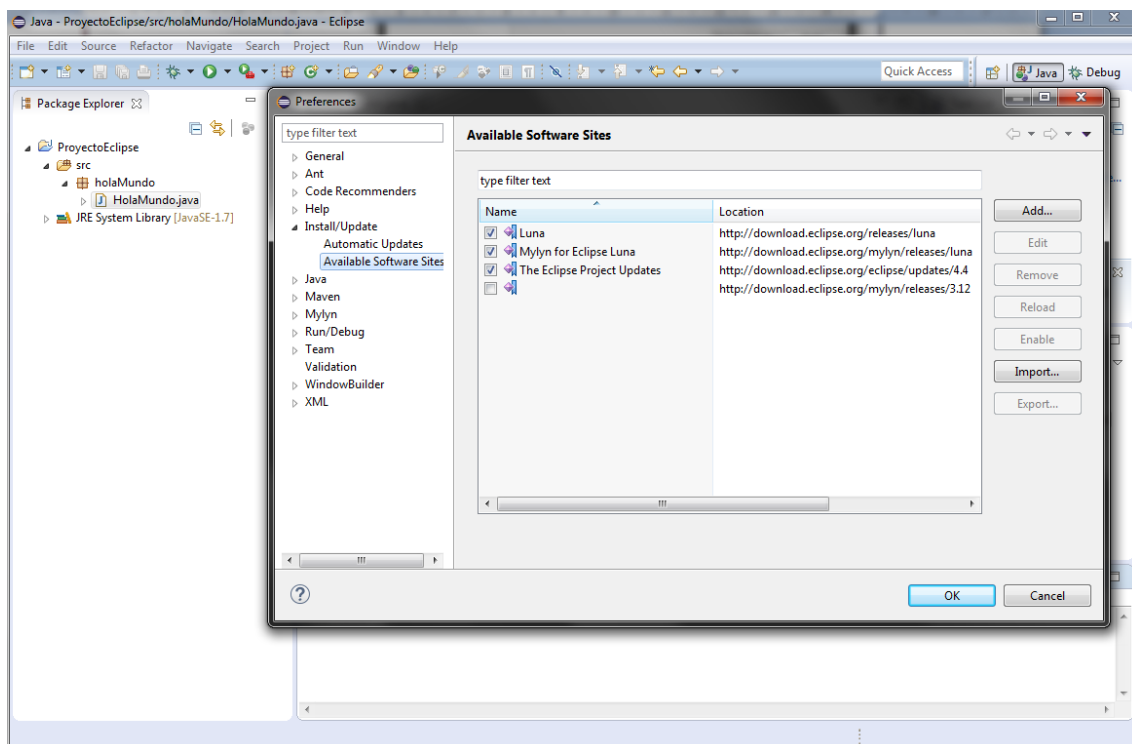 Java - ProyectoEclipse/src/holaMundo/HolaMundo.java - Eclipse
File Edit Source Refactor Navigate Search Project Run Window Help
Quick Access Java Debug
Package Explorer
ProyectoEclipse
src
holaMundo
HolaMundo.java
JRE System Library [JavaSE-1.7]
Preferences
type filter text
General
Ant
Code Recommenders
Help
Install/Update
Automatic Updates
Available Software Sites
Java
Maven
Mylyn
Run/Debug
Team
Validation
WindowBuilder
XML
Available Software Sites
type filter text
Name Location
Luna http://download.eclipse.org/releases/luna
Mylyn for Eclipse Luna http://download.eclipse.org/mylyn/releases/luna
The Eclipse Project Updates http://download.eclipse.org/eclipse/updates/4.4
http://download.eclipse.org/mylyn/releases/3.12
Add...
Edit
Remove
Reload
Enable
Import...
Export...
OK Cancel